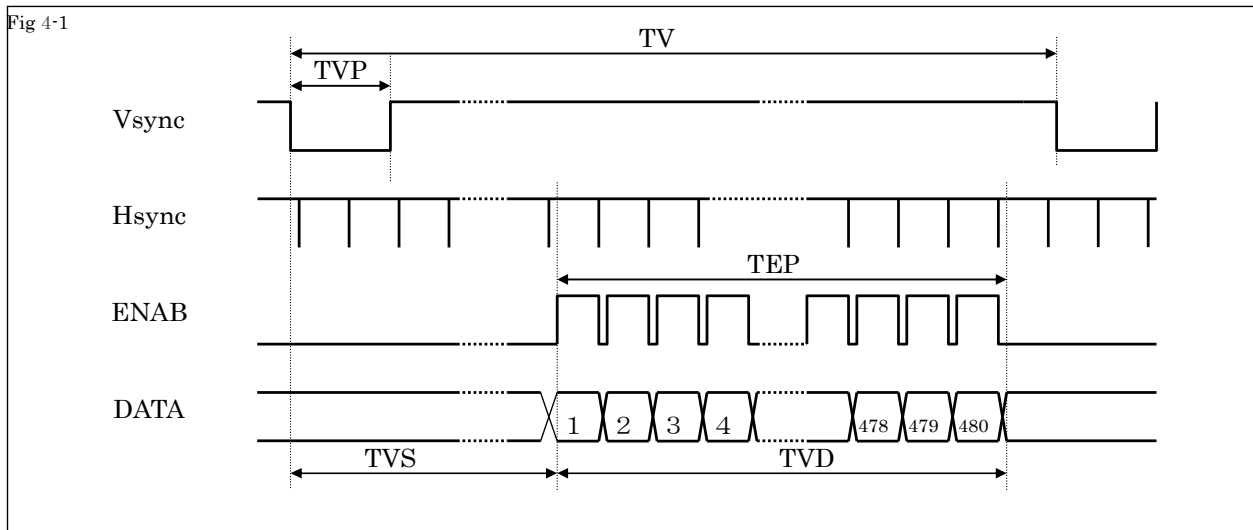 Fig 4-1
TV
TVP
Vsync
Hsync
TEP
ENAB
DATA
1 2 3 4 478 479 480
TVS TVD